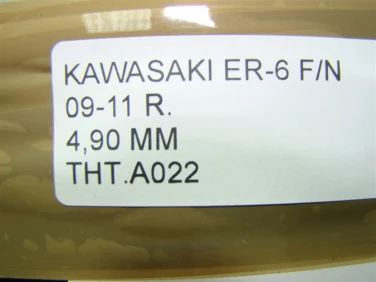 KAWASAKI ER-6 F/N
09-11 R.
4,90 MM
THT.A022